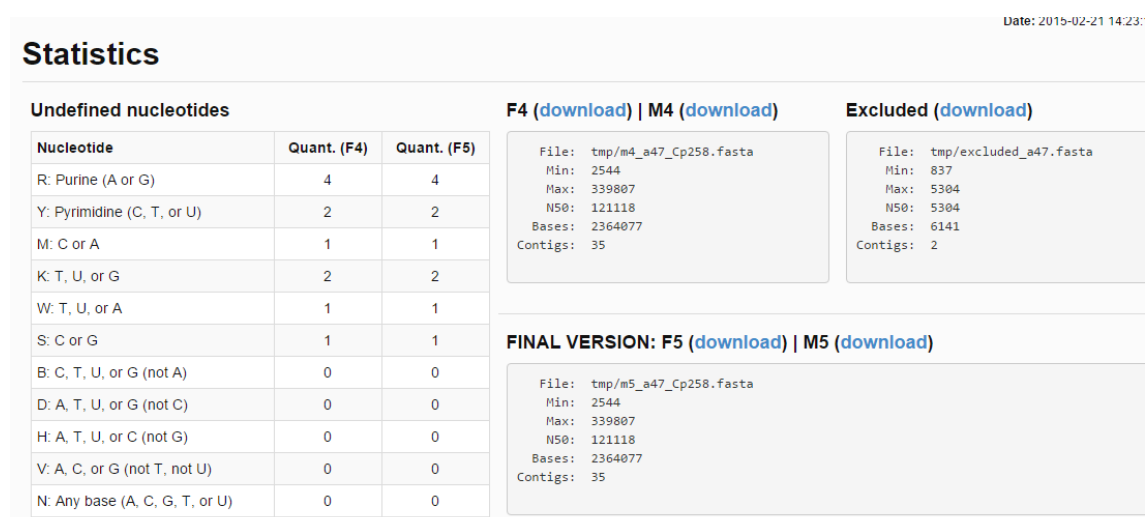 Date: 2015-02-21 14:23:
Statistics
Undefined nucleotides
Nucleotide Quant. (F4) Quant. (F5)
R: Purine (A or G) 4 4
Y: Pyrimidine (C, T, or U) 2 2
M: C or A 1 1
K: T, U, or G 2 2
W: T, U, or A 1 1
S: C or G 1 1
B: C, T, U, or G (not A) 0 0
D: A, T, U, or G (not C) 0 0
H: A, T, U, or C (not G) 0 0
V: A, C, or G (not T, not U) 0 0
N: Any base (A, C, G, T, or U) 0 0
F4 (download) | M4 (download)
File: tmp/m4_a47_Cp258.fasta
Min: 2544
Max: 339807
N50: 121118
Bases: 2364077
Contigs: 35
Excluded (download)
File: tmp/excluded_a47.fasta
Min: 837
Max: 5304
N50: 5304
Bases: 6141
Contigs: 2
FINAL VERSION: F5 (download) | M5 (download)
File: tmp/m5_a47_Cp258.fasta
Min: 2544
Max: 339807
N50: 121118
Bases: 2364077
Contigs: 35